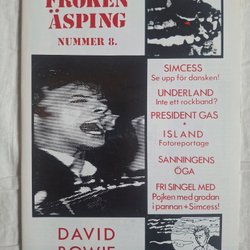 FRÖKEN
ÄSPING
NUMMER 8.
SIMCESS
Se upp för dansken!
UNDERLAND
Inte ett rockband?
PRESIDENT GAS
*
ISLAND
Fotoreportage
SANNINGENS
ÖGA
FRI SINGEL MED
Pojken med grodan
i pannan + Simcess!
DAVID
BOWIE